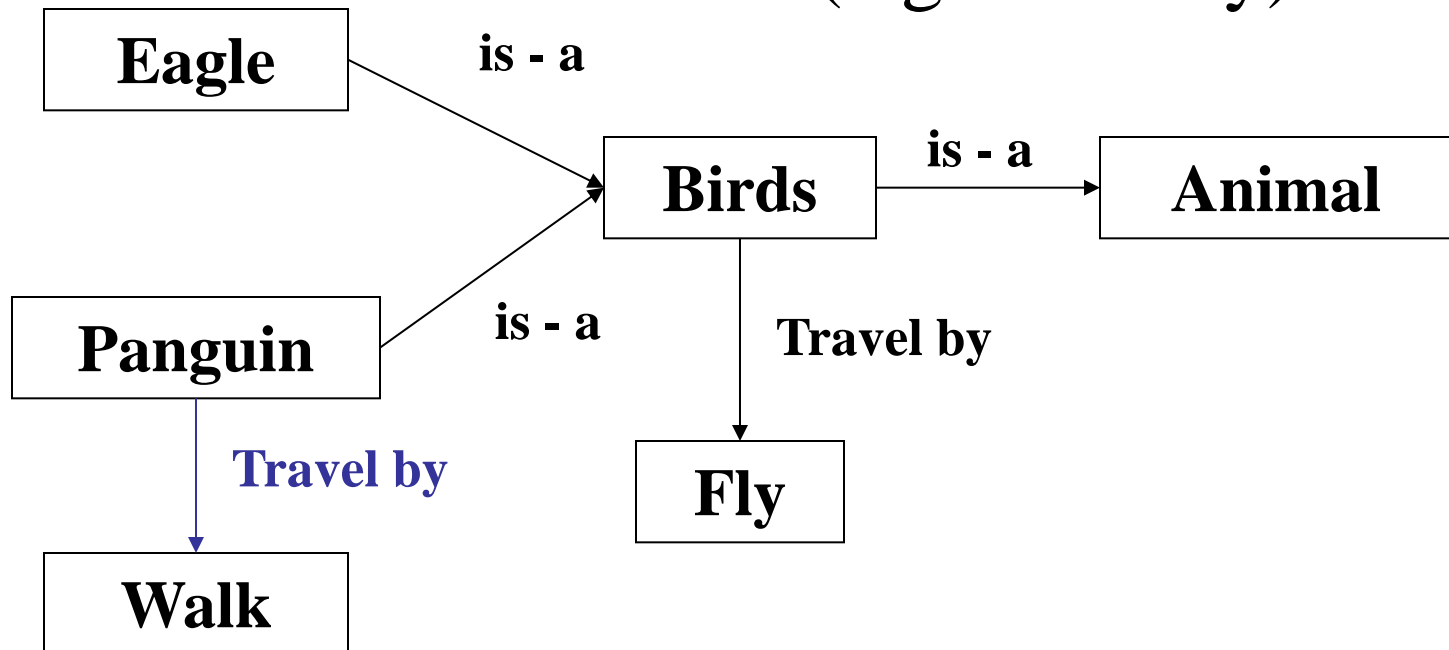 Eagle
is - a
is - a
Birds
Animal
is - a
Panguin
Travel by
Travel by
Fly
Walk